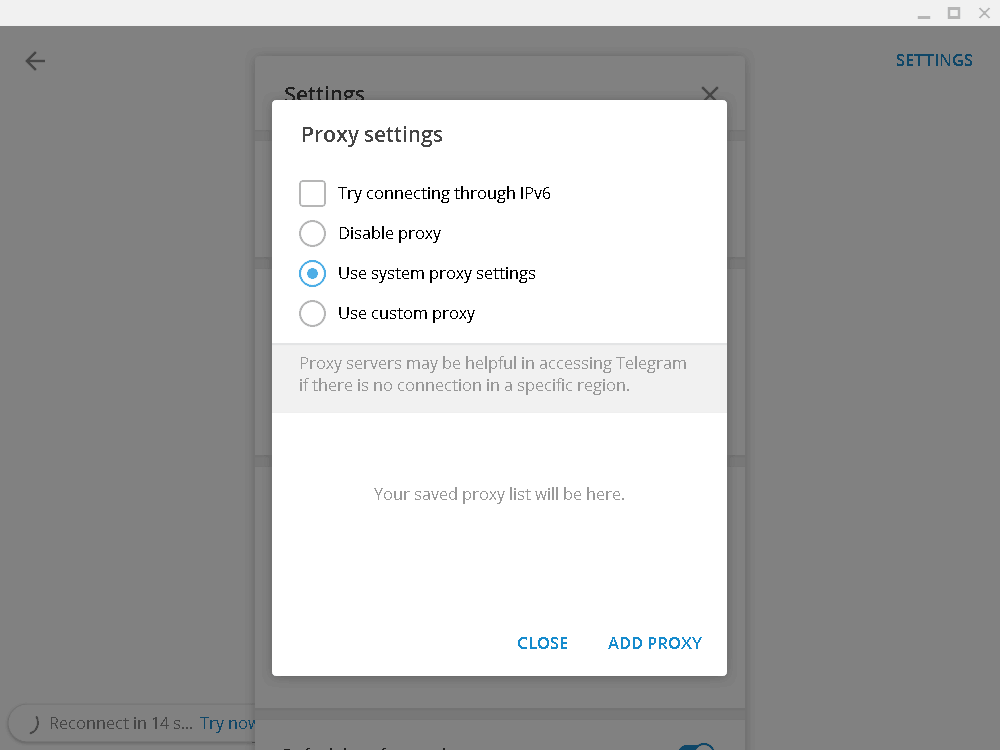 SETTINGS
Settings
Proxy settings
Try connecting through IPv6
Disable proxy
Use system proxy settings
Use custom proxy
Proxy servers may be helpful in accessing Telegram
if there is no connection in a specific region.
Your saved proxy list will be here.
CLOSE
ADD PROXY
Reconnect in 14 s... Try now